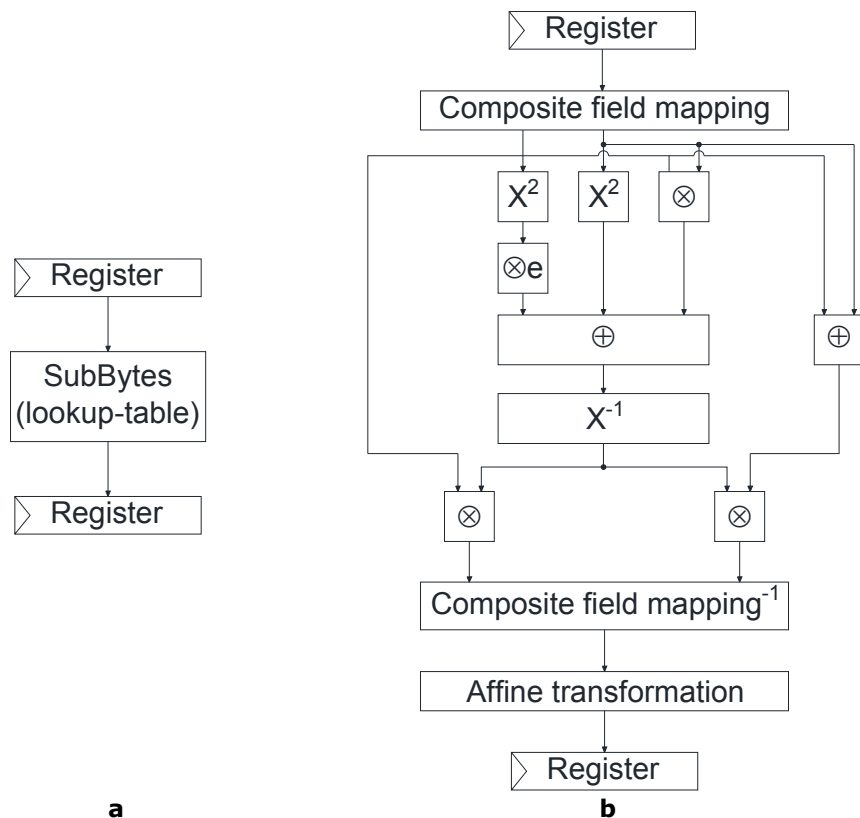 Register
Composite field mapping
X²
X²
⊗
⊗e
⊕
⊕
X⁻¹
⊗
⊗
Composite field mapping⁻¹
Affine transformation
Register
b
Register
SubBytes
(lookup-table)
Register
a